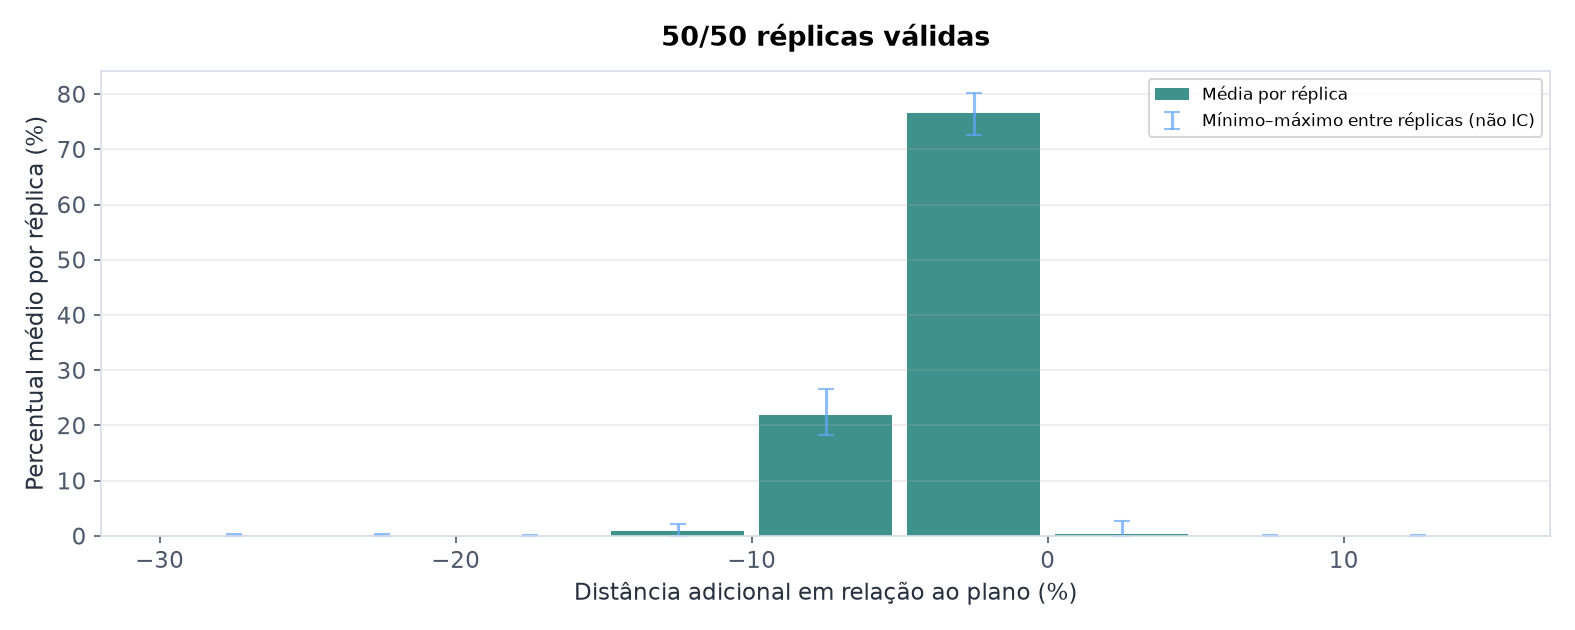 50/50 réplicas válidas
Média por réplica
Mínimo–máximo entre réplicas (não IC)
Percentual médio por réplica (%)
80
70
60
50
40
30
20
10
0
−30
−20
−10
0
10
Distância adicional em relação ao plano (%)